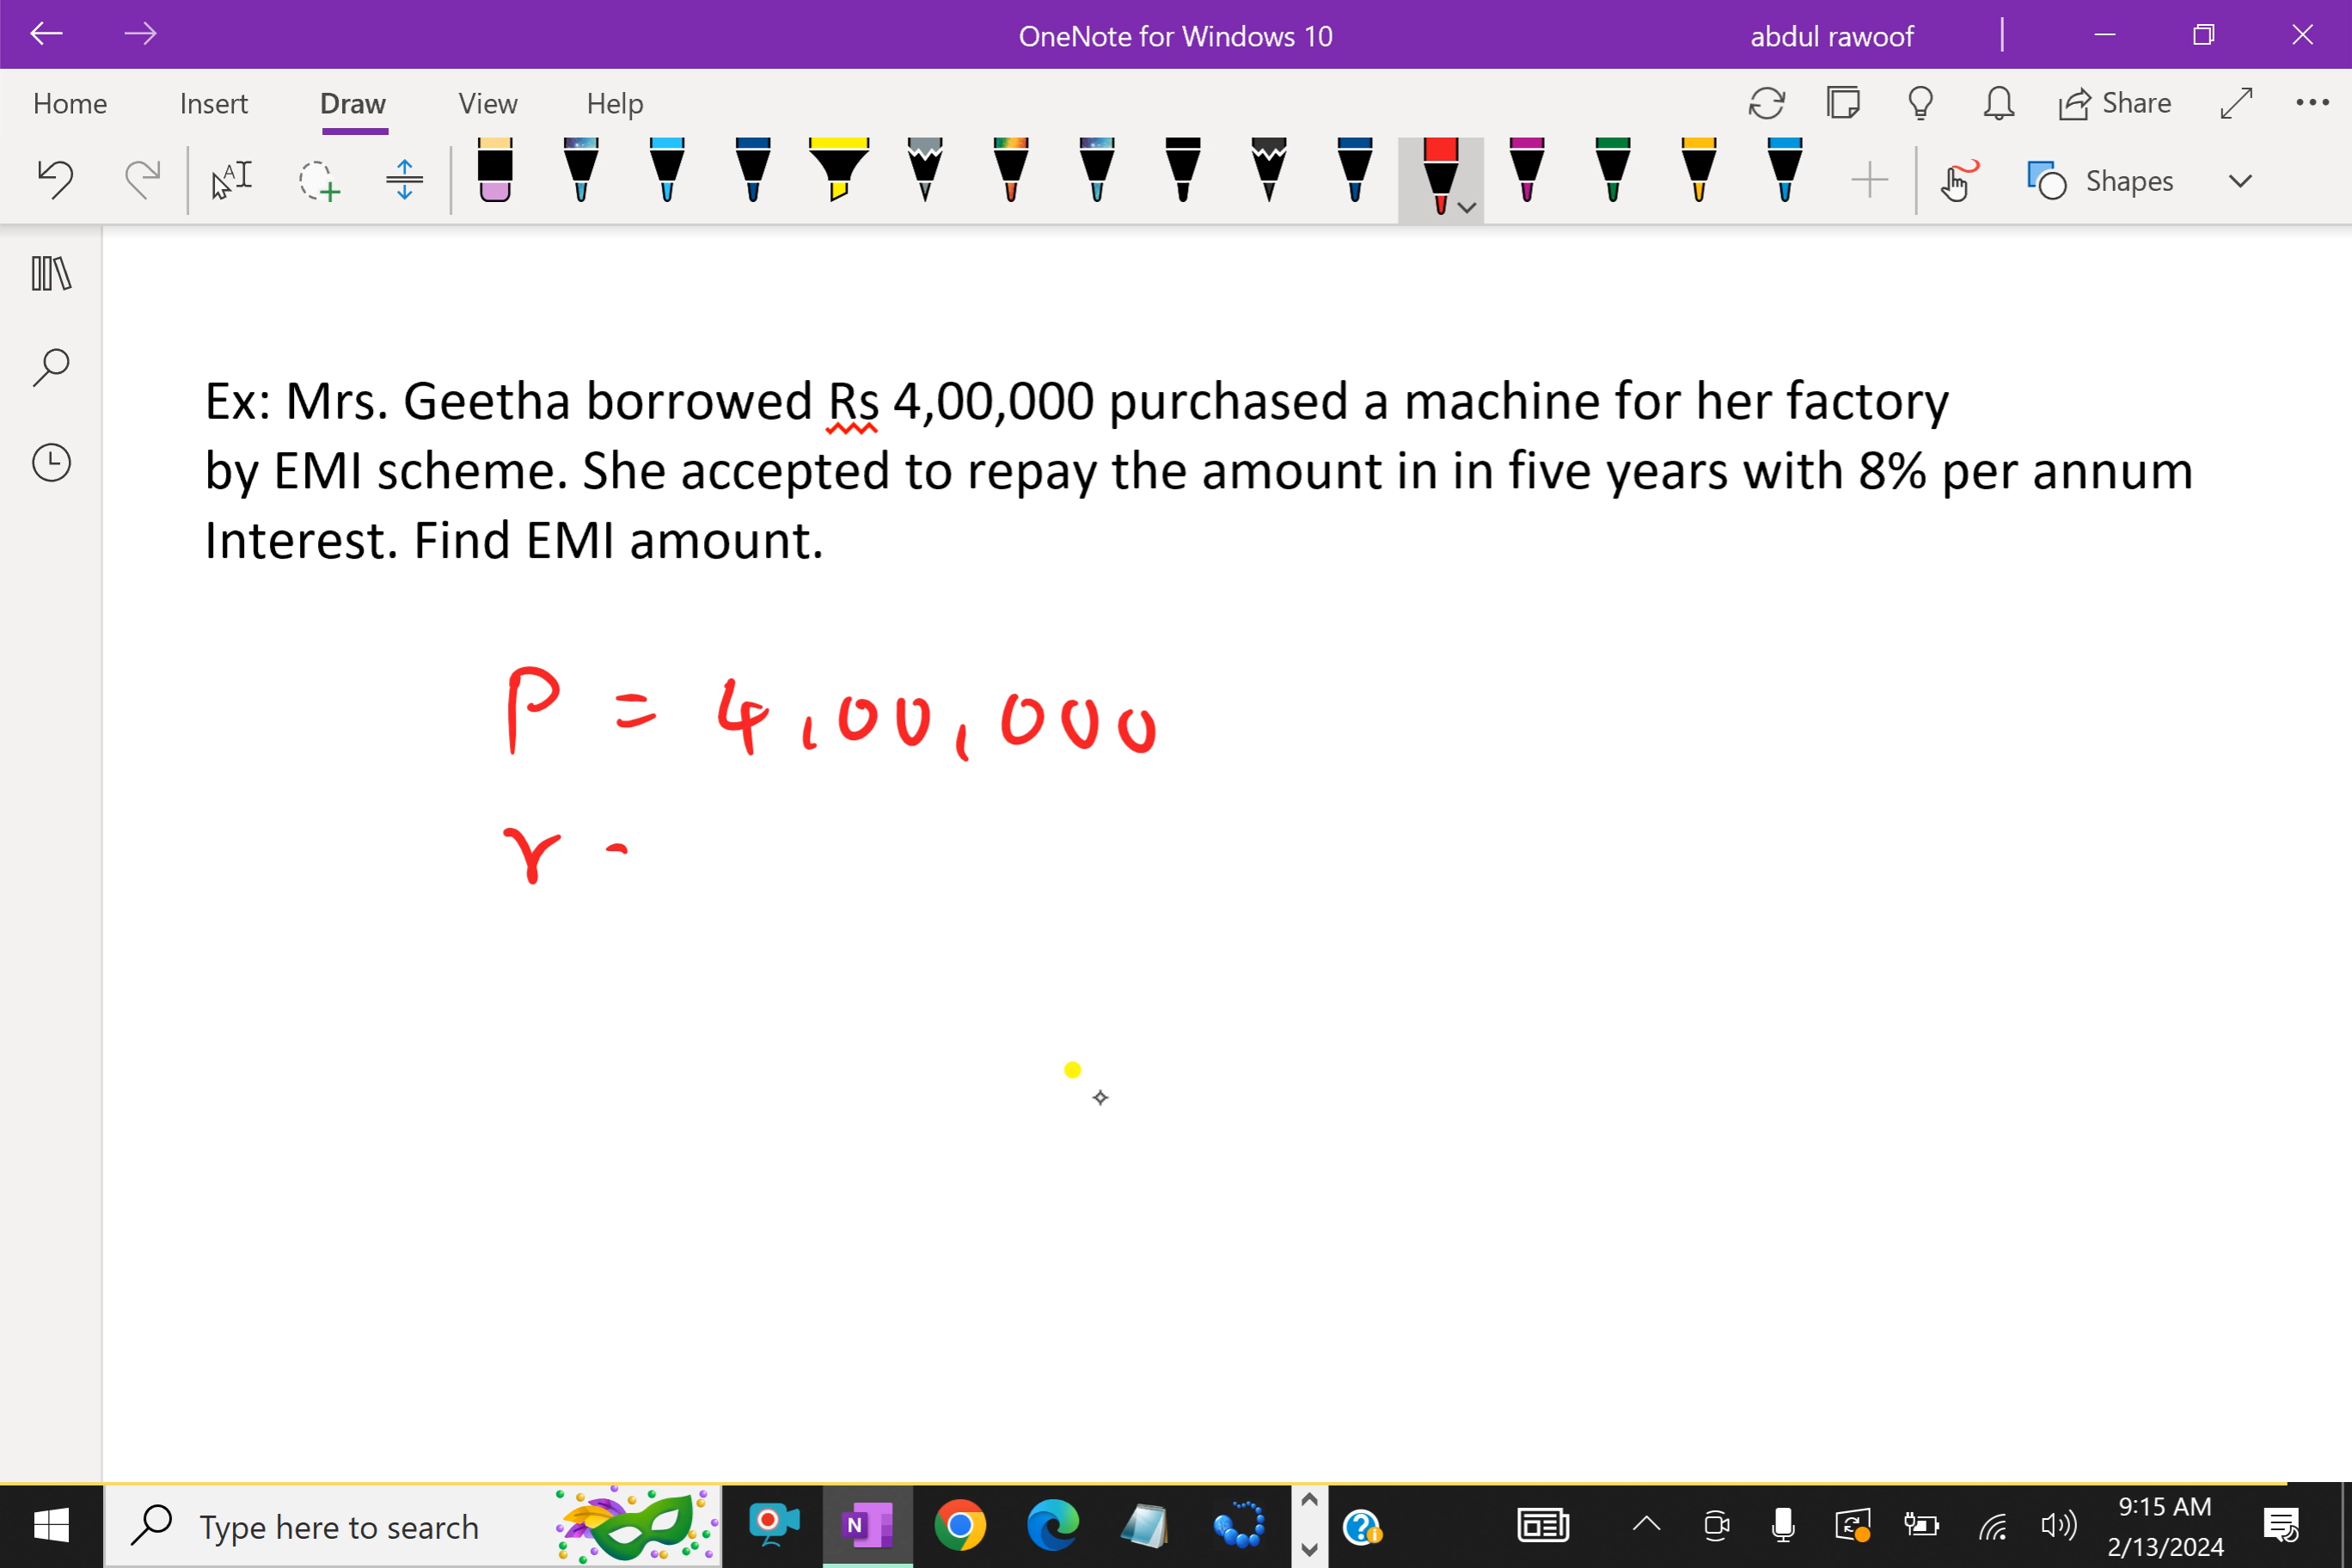 OneNote for Windows 10 abdul rawoof
Home Insert Draw View Help Share
Shapes
Ex: Mrs. Geetha borrowed Rs 4,00,000 purchased a machine for her factory
by EMI scheme. She accepted to repay the amount in in five years with 8% per annum
Interest. Find EMI amount.
P = 4,00,000
r -
Type here to search
9:15 AM
2/13/2024